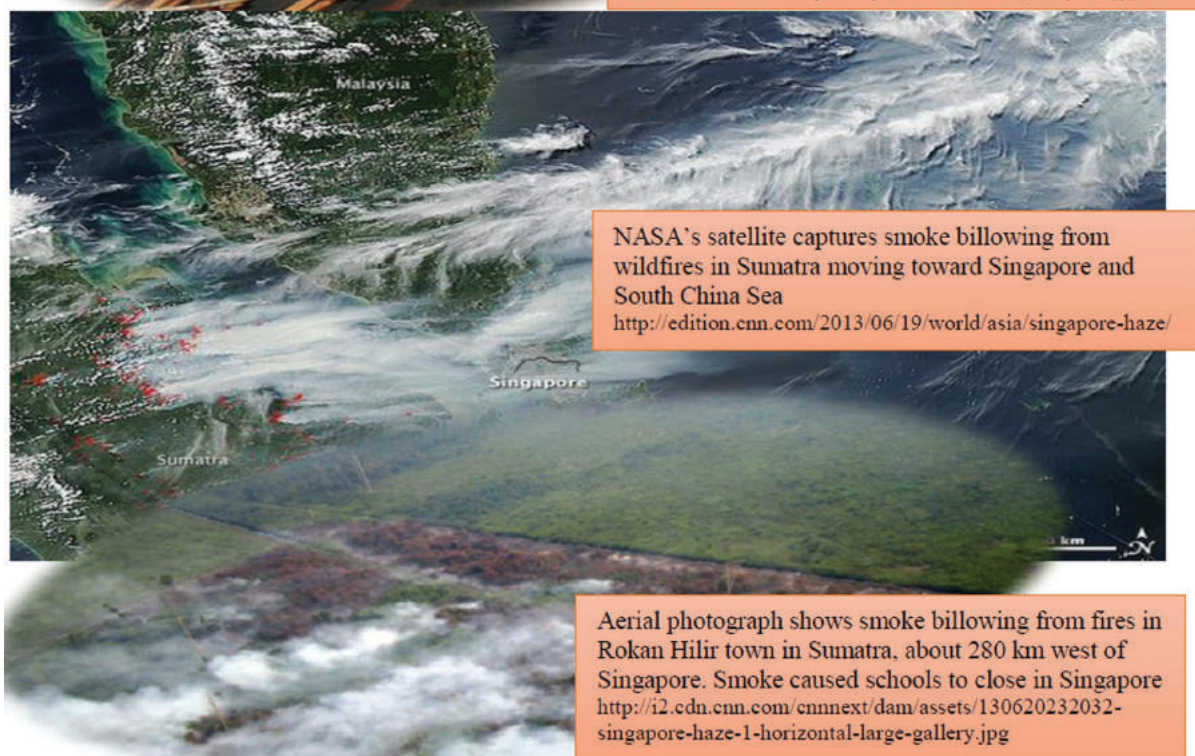 Malaysia
NASA's satellite captures smoke billowing from
wildfires in Sumatra moving toward Singapore and
South China Sea
http://edition.cnn.com/2013/06/19/world/asia/singapore-haze/
Singapore
Sumatra
km
N
Aerial photograph shows smoke billowing from fires in
Rokan Hilir town in Sumatra, about 280 km west of
Singapore. Smoke caused schools to close in Singapore
http://i2.cdn.cnn.com/cnnnext/dam/assets/130620232032-
singapore-haze-1-horizontal-large-gallery.jpg